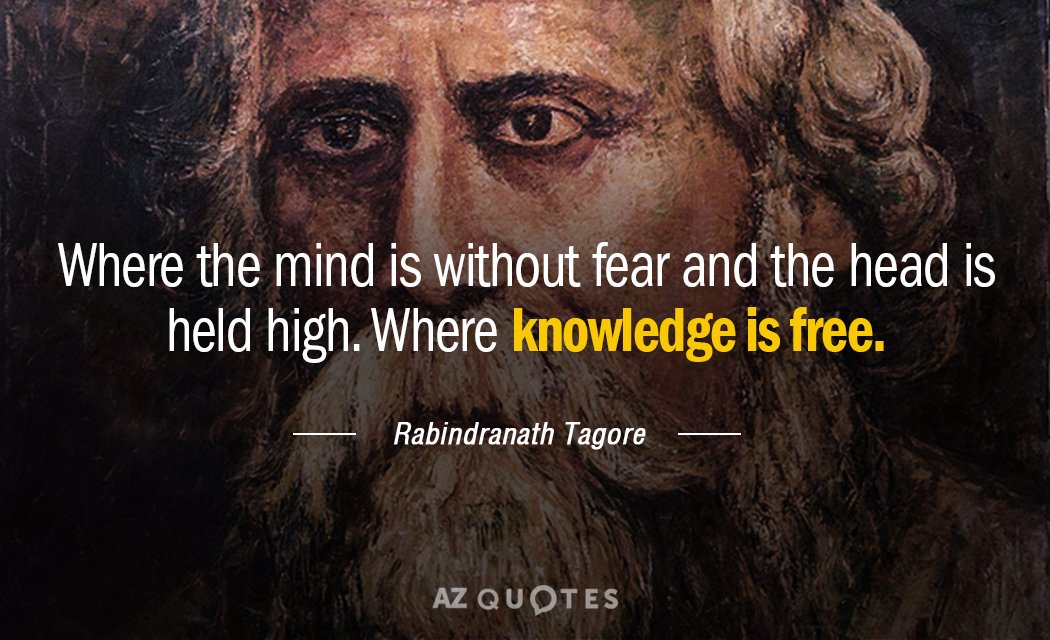 Where the mind is without fear and the head is
held high. Where knowledge is free.
Rabindranath Tagore
AZ QUOTES